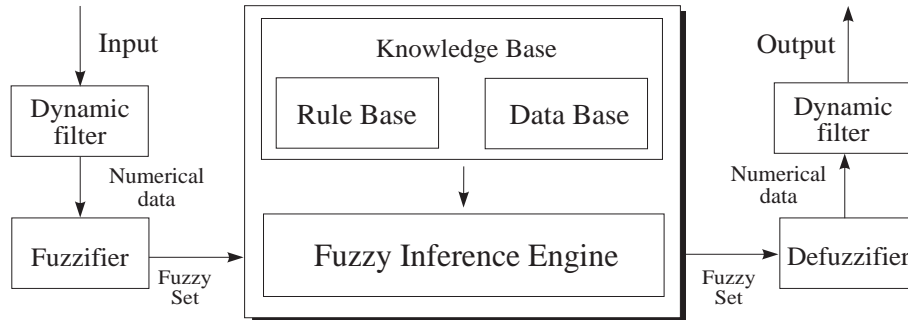 Input
Dynamic
filter
Numerical
data
Fuzzifier
Fuzzy
Set
Knowledge Base
Rule Base
Data Base
Fuzzy Inference Engine
Output
Dynamic
filter
Numerical
data
Defuzzifier
Fuzzy
Set